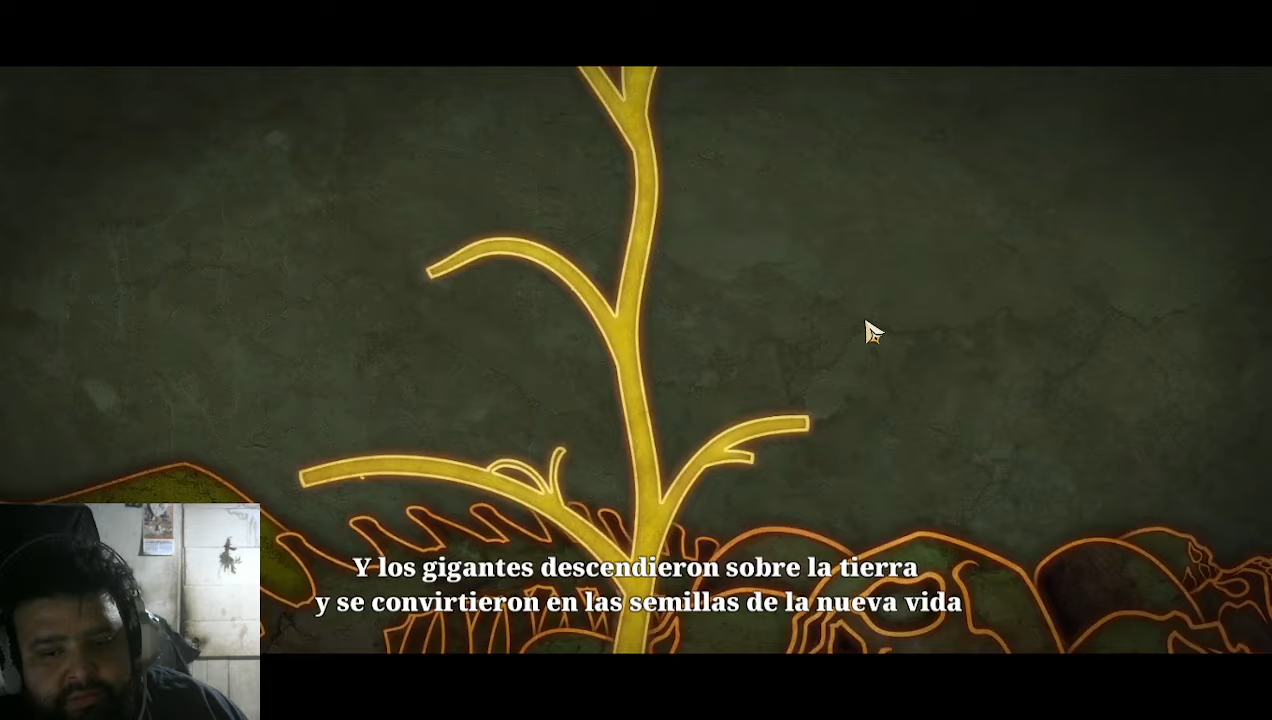 Y los gigantes descendieron sobre la tierra
y se convirtieron en las semillas de la nueva vida